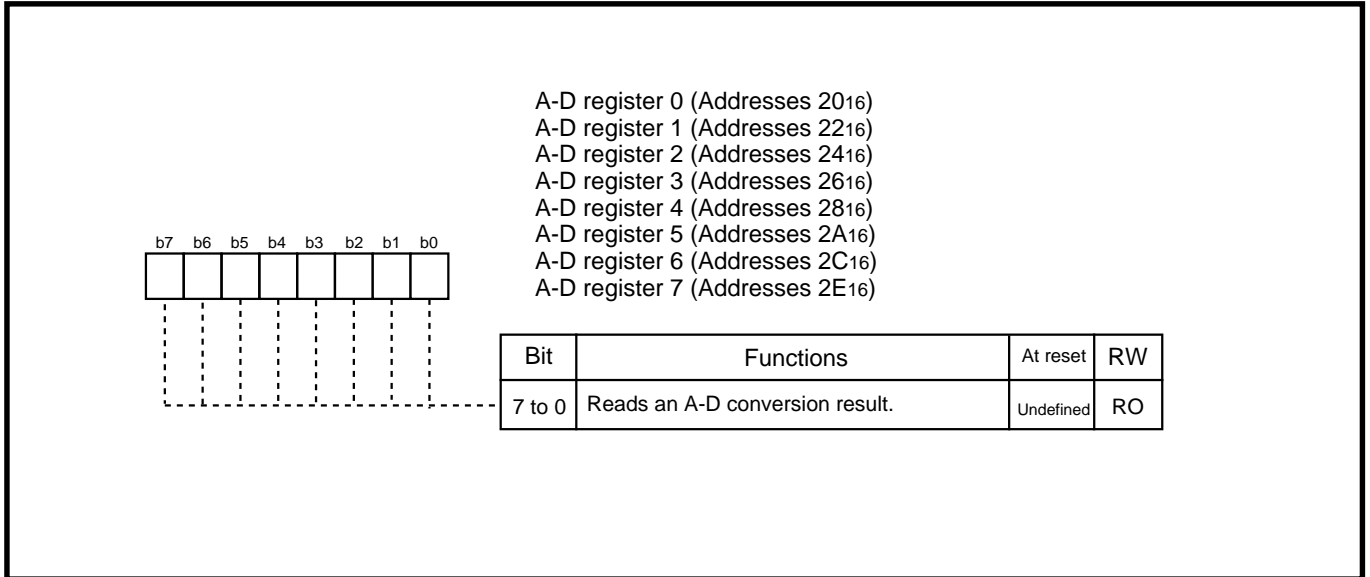 A-D register 0 (Addresses 2016)
A-D register 1 (Addresses 2216)
A-D register 2 (Addresses 2416)
A-D register 3 (Addresses 2616)
A-D register 4 (Addresses 2816)
A-D register 5 (Addresses 2A16)
A-D register 6 (Addresses 2C16)
A-D register 7 (Addresses 2E16)
b7 b6 b5 b4 b3 b2 b1 b0
Bit Functions At reset RW
7 to 0 Reads an A-D conversion result. Undefined RO